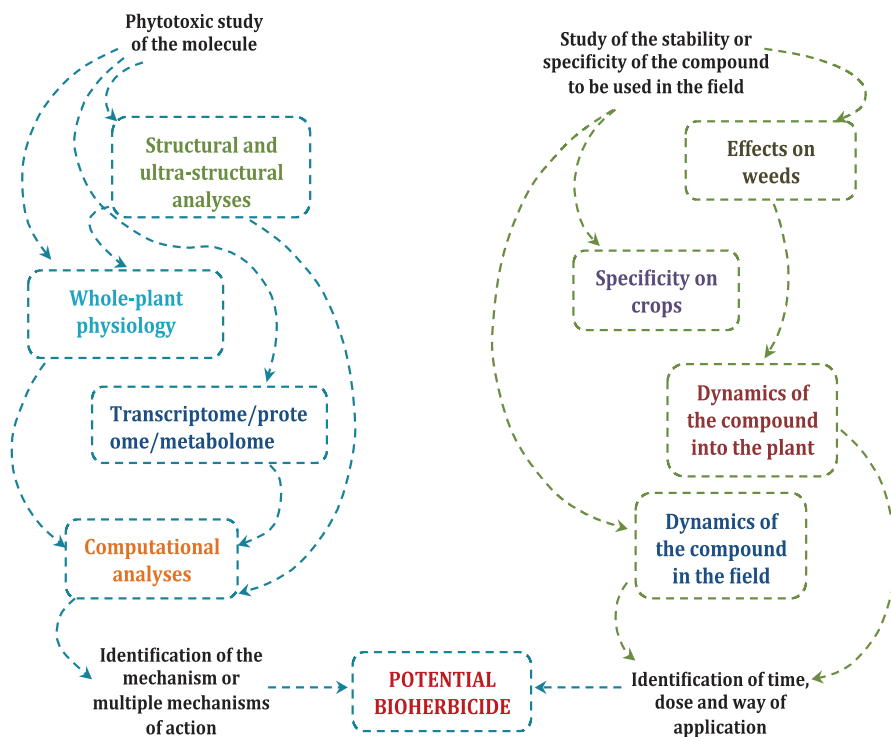 Phytotoxic study
of the molecule
Structural and
ultra-structural
analyses
Whole-plant
physiology
Transcriptome/prote
ome/metabolome
Computational
analyses
Identification of the
mechanism or
multiple mechanisms
of action
Study of the stability or
specificity of the compound
to be used in the field
Effects on
weeds
Specificity on
crops
Dynamics of
the compound
into the plant
Dynamics of
the compound
in the field
Identification of time,
dose and way of
application
POTENTIAL
BIOHERBICIDE